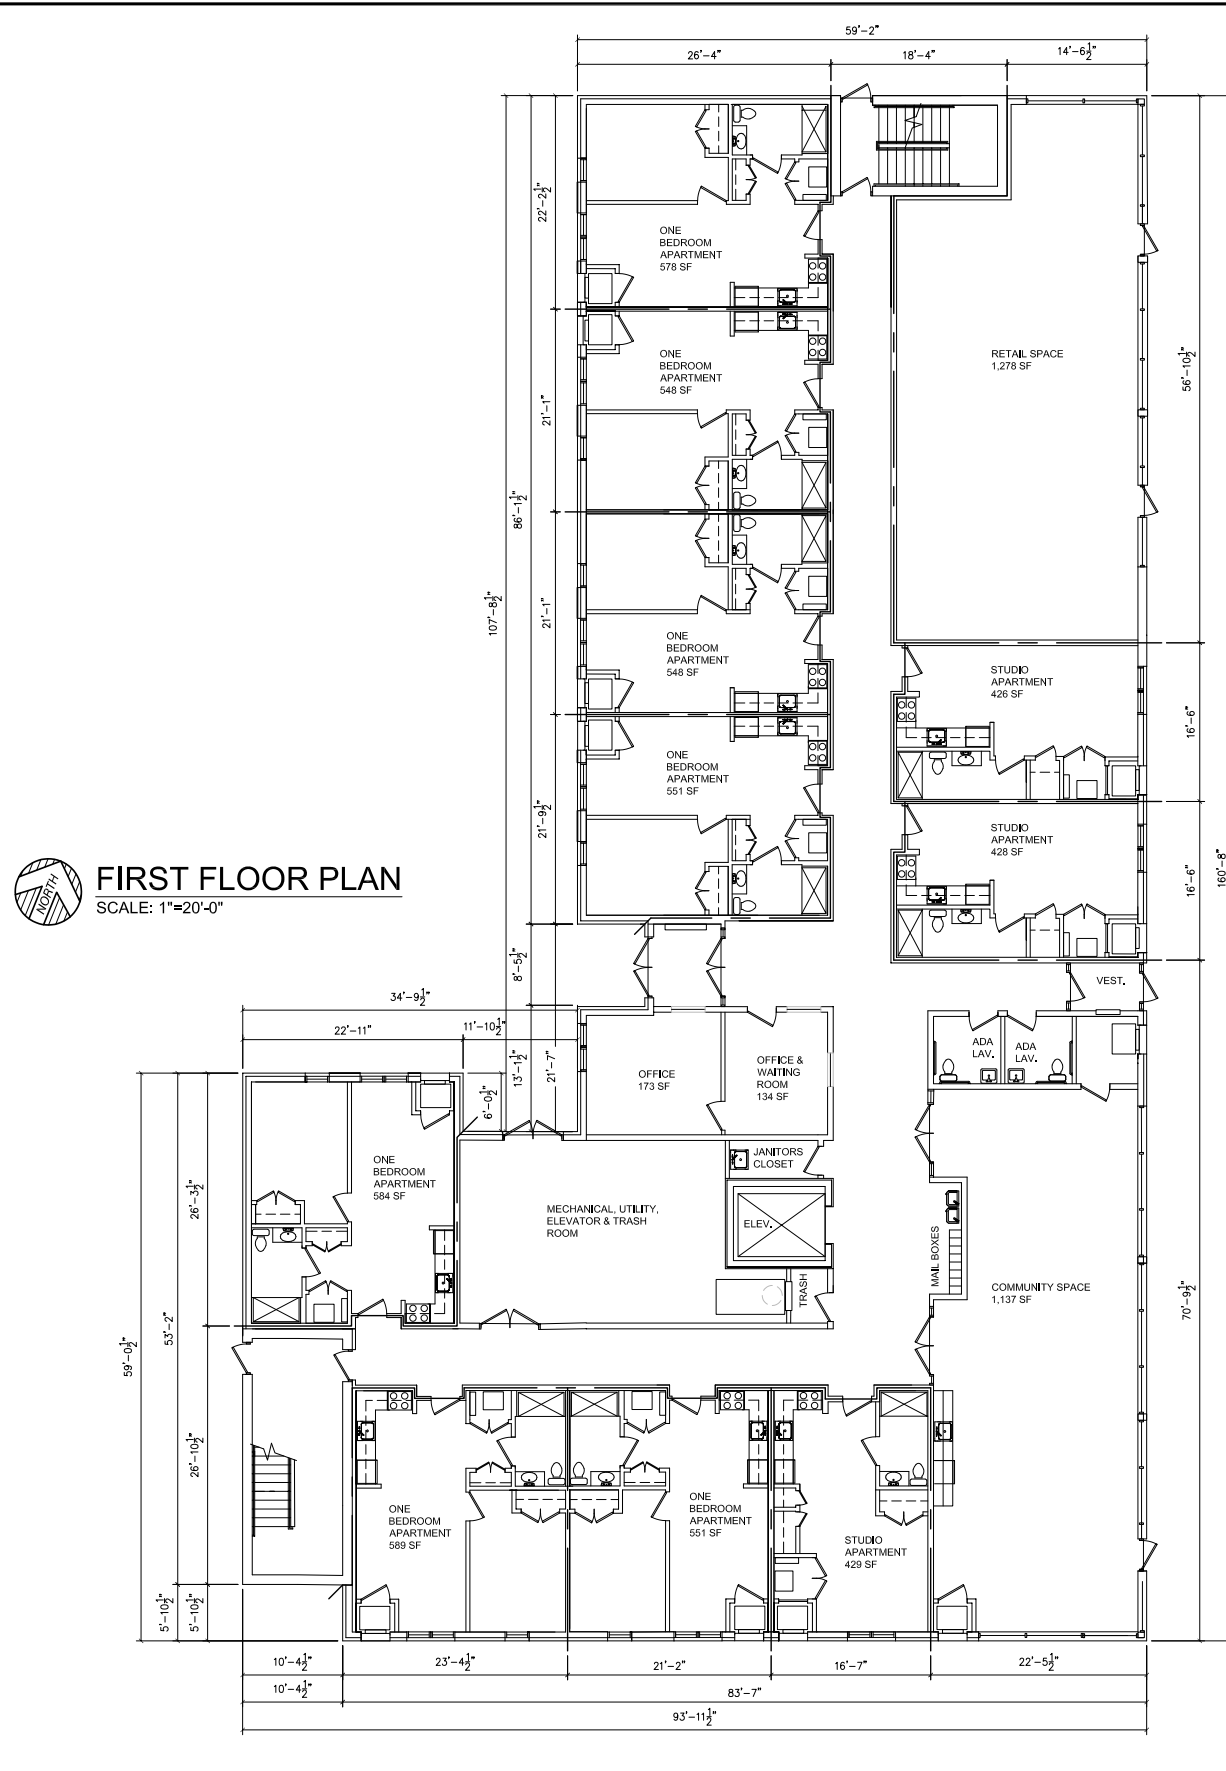 59'-2"
26'-4"
18'-4"
14'-6½"
22'-2½"
ONE
BEDROOM
APARTMENT
578 SF
RETAIL SPACE
1,278 SF
56'-10½"
ONE
BEDROOM
APARTMENT
548 SF
21'-1"
86'-1½"
107'-8½"
21'-1"
ONE
BEDROOM
APARTMENT
548 SF
STUDIO
APARTMENT
426 SF
16'-6"
ONE
BEDROOM
APARTMENT
551 SF
21'-9½"
STUDIO
APARTMENT
428 SF
16'-6"
160'-8"
NORTH
FIRST FLOOR PLAN
SCALE: 1"=20'-0"
8'-5½"
VEST.
34'-9½"
22'-11"
11'-10½"
13'-1½"
21'-7"
6'-0½"
OFFICE
173 SF
OFFICE &
WAITING
ROOM
134 SF
ADA
LAV.
ADA
LAV.
JANITORS
CLOSET
ONE
BEDROOM
APARTMENT
584 SF
26'-3½"
MECHANICAL, UTILITY,
ELEVATOR & TRASH
ROOM
ELEV.
MAIL BOXES
TRASH
COMMUNITY SPACE
1,137 SF
70'-9½"
53'-2"
59'-0½"
26'-10½"
ONE
BEDROOM
APARTMENT
589 SF
ONE
BEDROOM
APARTMENT
551 SF
STUDIO
APARTMENT
429 SF
5'-10½"
5'-10½"
10'-4½"
23'-4½"
21'-2"
16'-7"
22'-5½"
10'-4½"
83'-7"
93'-11½"